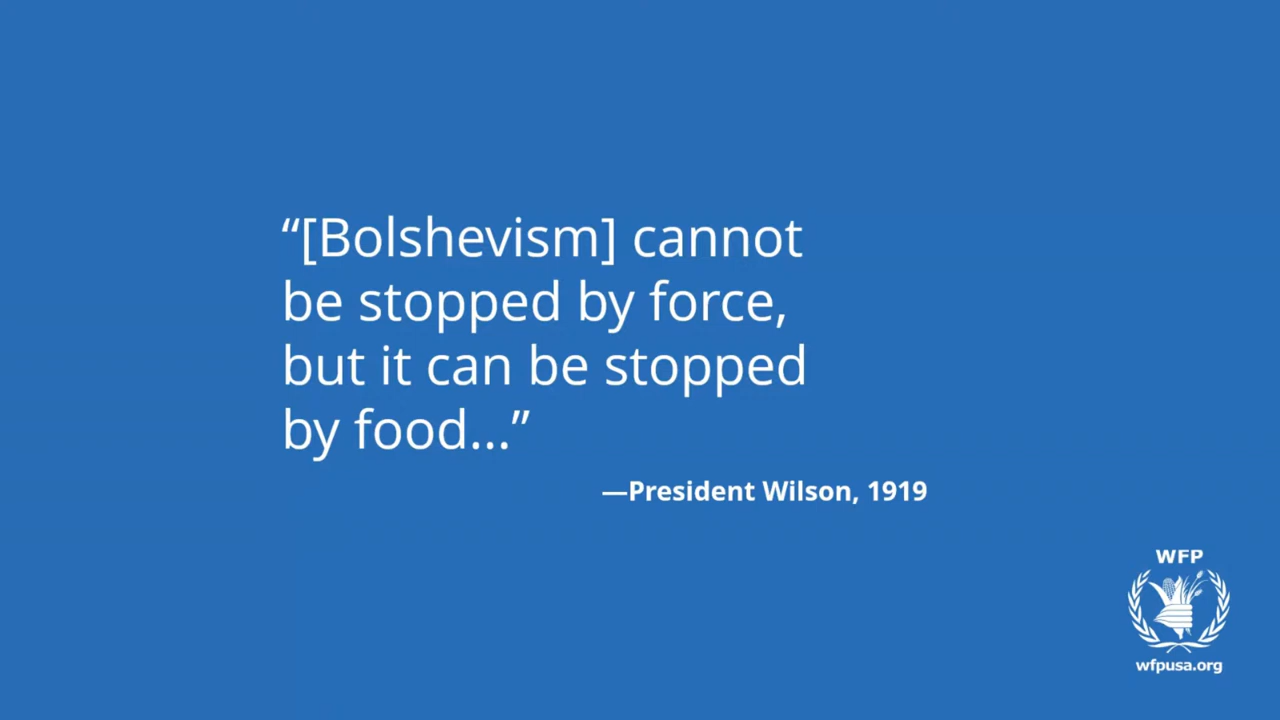 “[Bolshevism] cannot
be stopped by force,
but it can be stopped
by food...”
—President Wilson, 1919
WFP
wfpusa.org